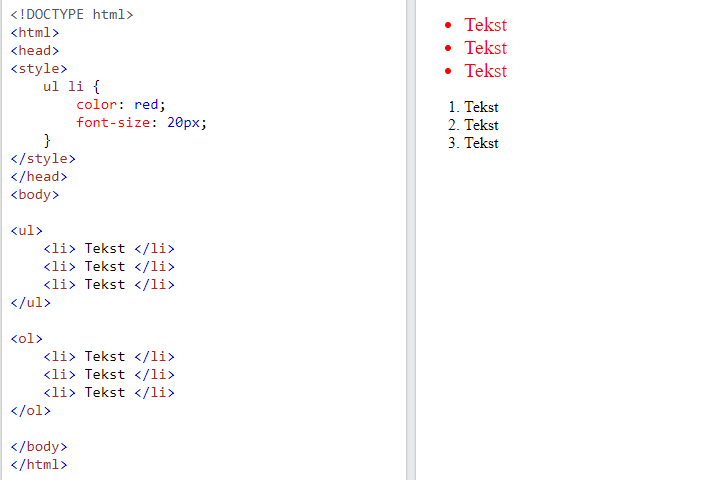 <!DOCTYPE html>
<html>
<head>
<style>
    ul li {
        color: red;
        font-size: 20px;
    }
</style>
</head>
<body>

<ul>
    <li> Tekst </li>
    <li> Tekst </li>
    <li> Tekst </li>
</ul>

<ol>
    <li> Tekst </li>
    <li> Tekst </li>
    <li> Tekst </li>
</ol>

</body>
</html>
• Tekst
• Tekst
• Tekst
1. Tekst
2. Tekst
3. Tekst